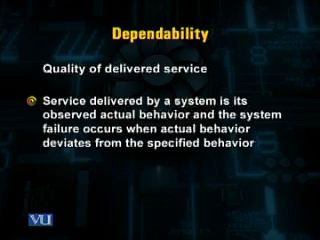 Dependability
Quality of delivered service
Service delivered by a system is its
observed actual behavior and the system
failure occurs when actual behavior
deviates from the specified behavior
VU